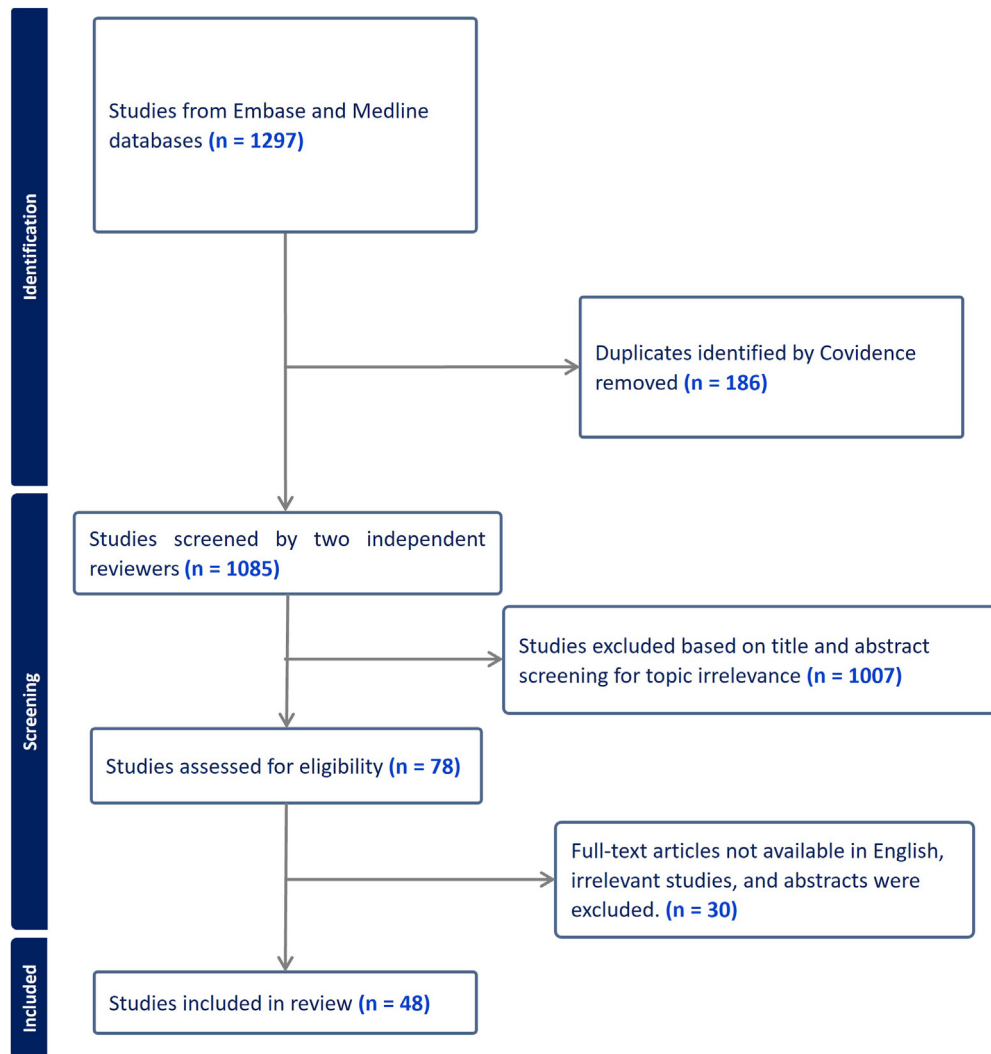 Identification
Studies from Embase and Medline
databases (n = 1297)
Duplicates identified by Covidence
removed (n = 186)
Screening
Studies screened by two independent
reviewers (n = 1085)
Studies excluded based on title and abstract
screening for topic irrelevance (n = 1007)
Studies assessed for eligibility (n = 78)
Full-text articles not available in English,
irrelevant studies, and abstracts were
excluded. (n = 30)
Included
Studies included in review (n = 48)